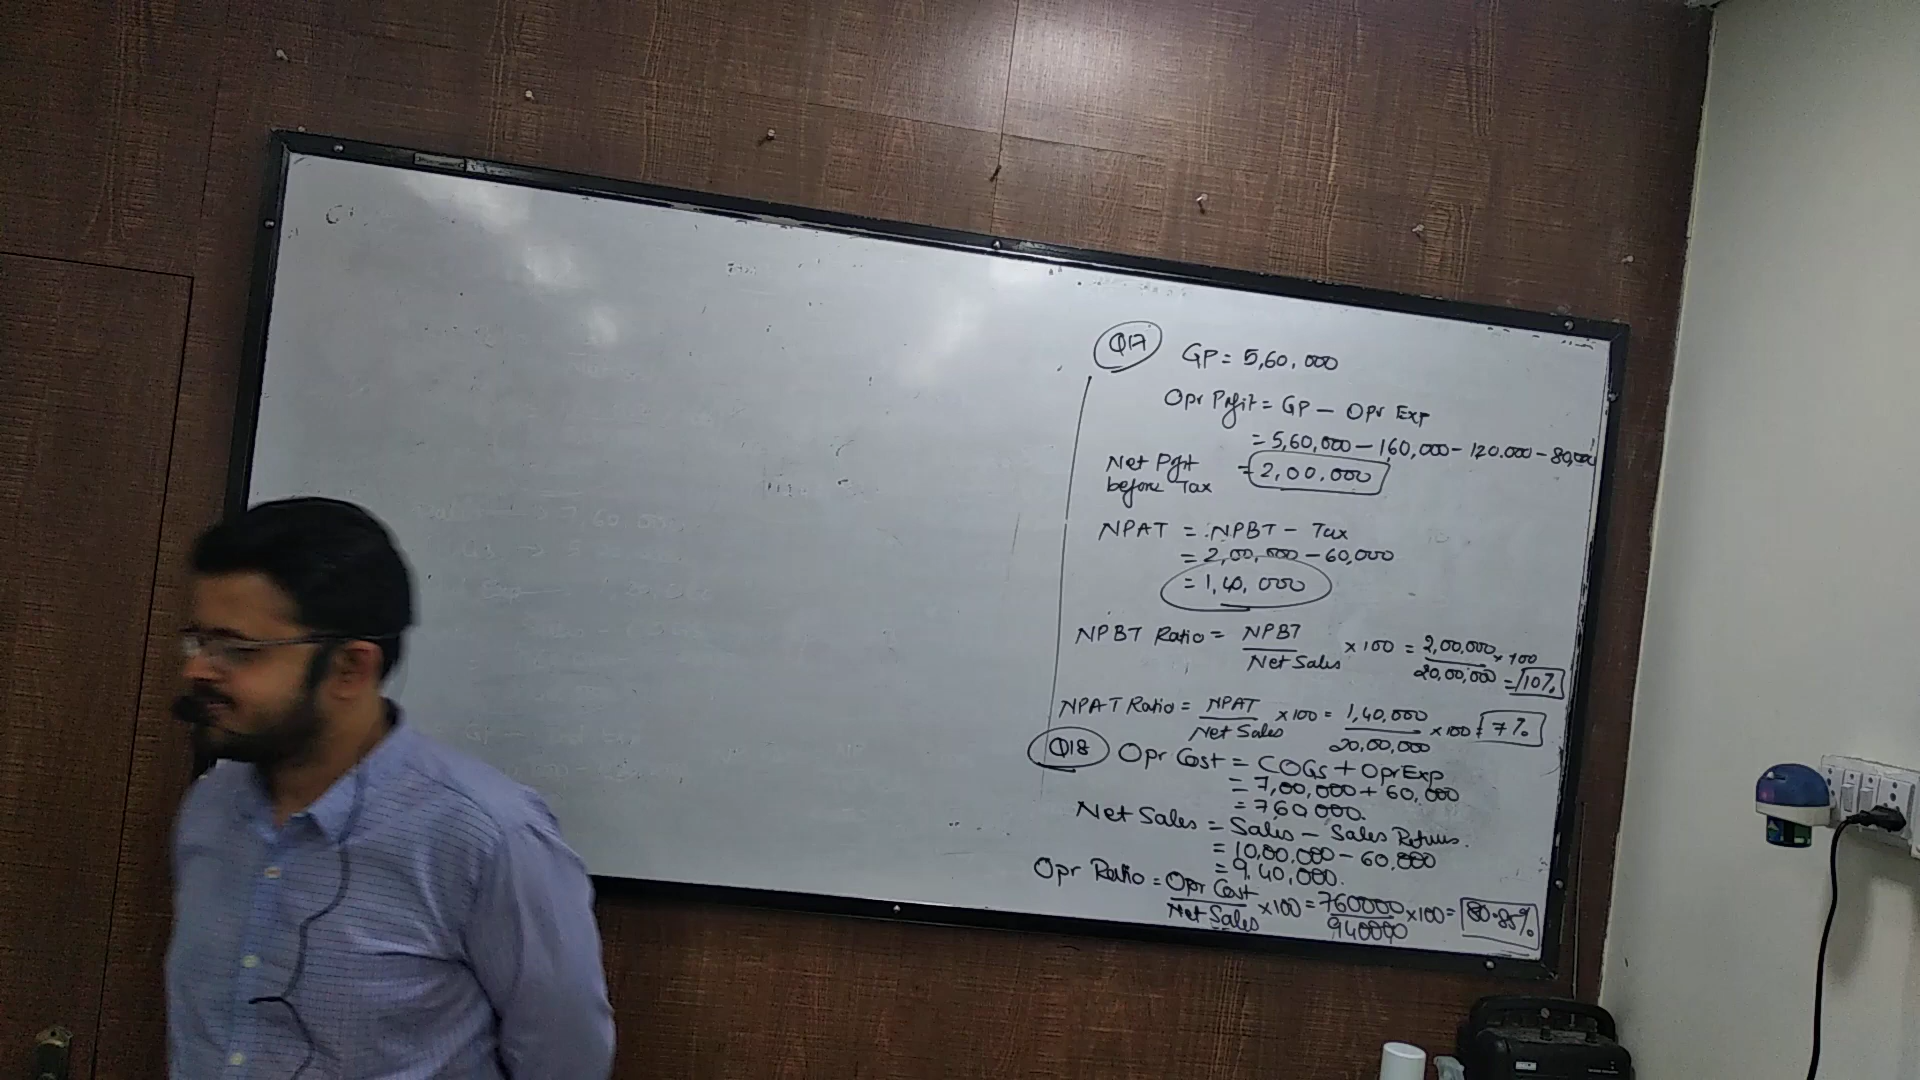 Q17 GP = 5,60,000
Opr Profit = GP - Opr Exp
= 5,60,000 - 160,000 - 120,000 - 80,000
Net Pft before Tax = 2,00,000
NPAT = NPBT - Tax
= 2,00,000 - 60,000
= 1,40,000
NPBT Ratio = NPBT / Net Sales × 100 = 2,00,000 / 20,00,000 × 100 = 10%
NPAT Ratio = NPAT / Net Sales × 100 = 1,40,000 / 20,00,000 × 100 = 7%
Q18 Opr Cost = COGS + Opr Exp
= 7,00,000 + 60,000
= 760000.
Net Sales = Sales - Sales Returns.
= 10,00,000 - 60,000
= 9,40,000.
Opr Ratio = Opr Cost / Net Sales × 100 = 760000 / 940000 × 100 = 80.85%